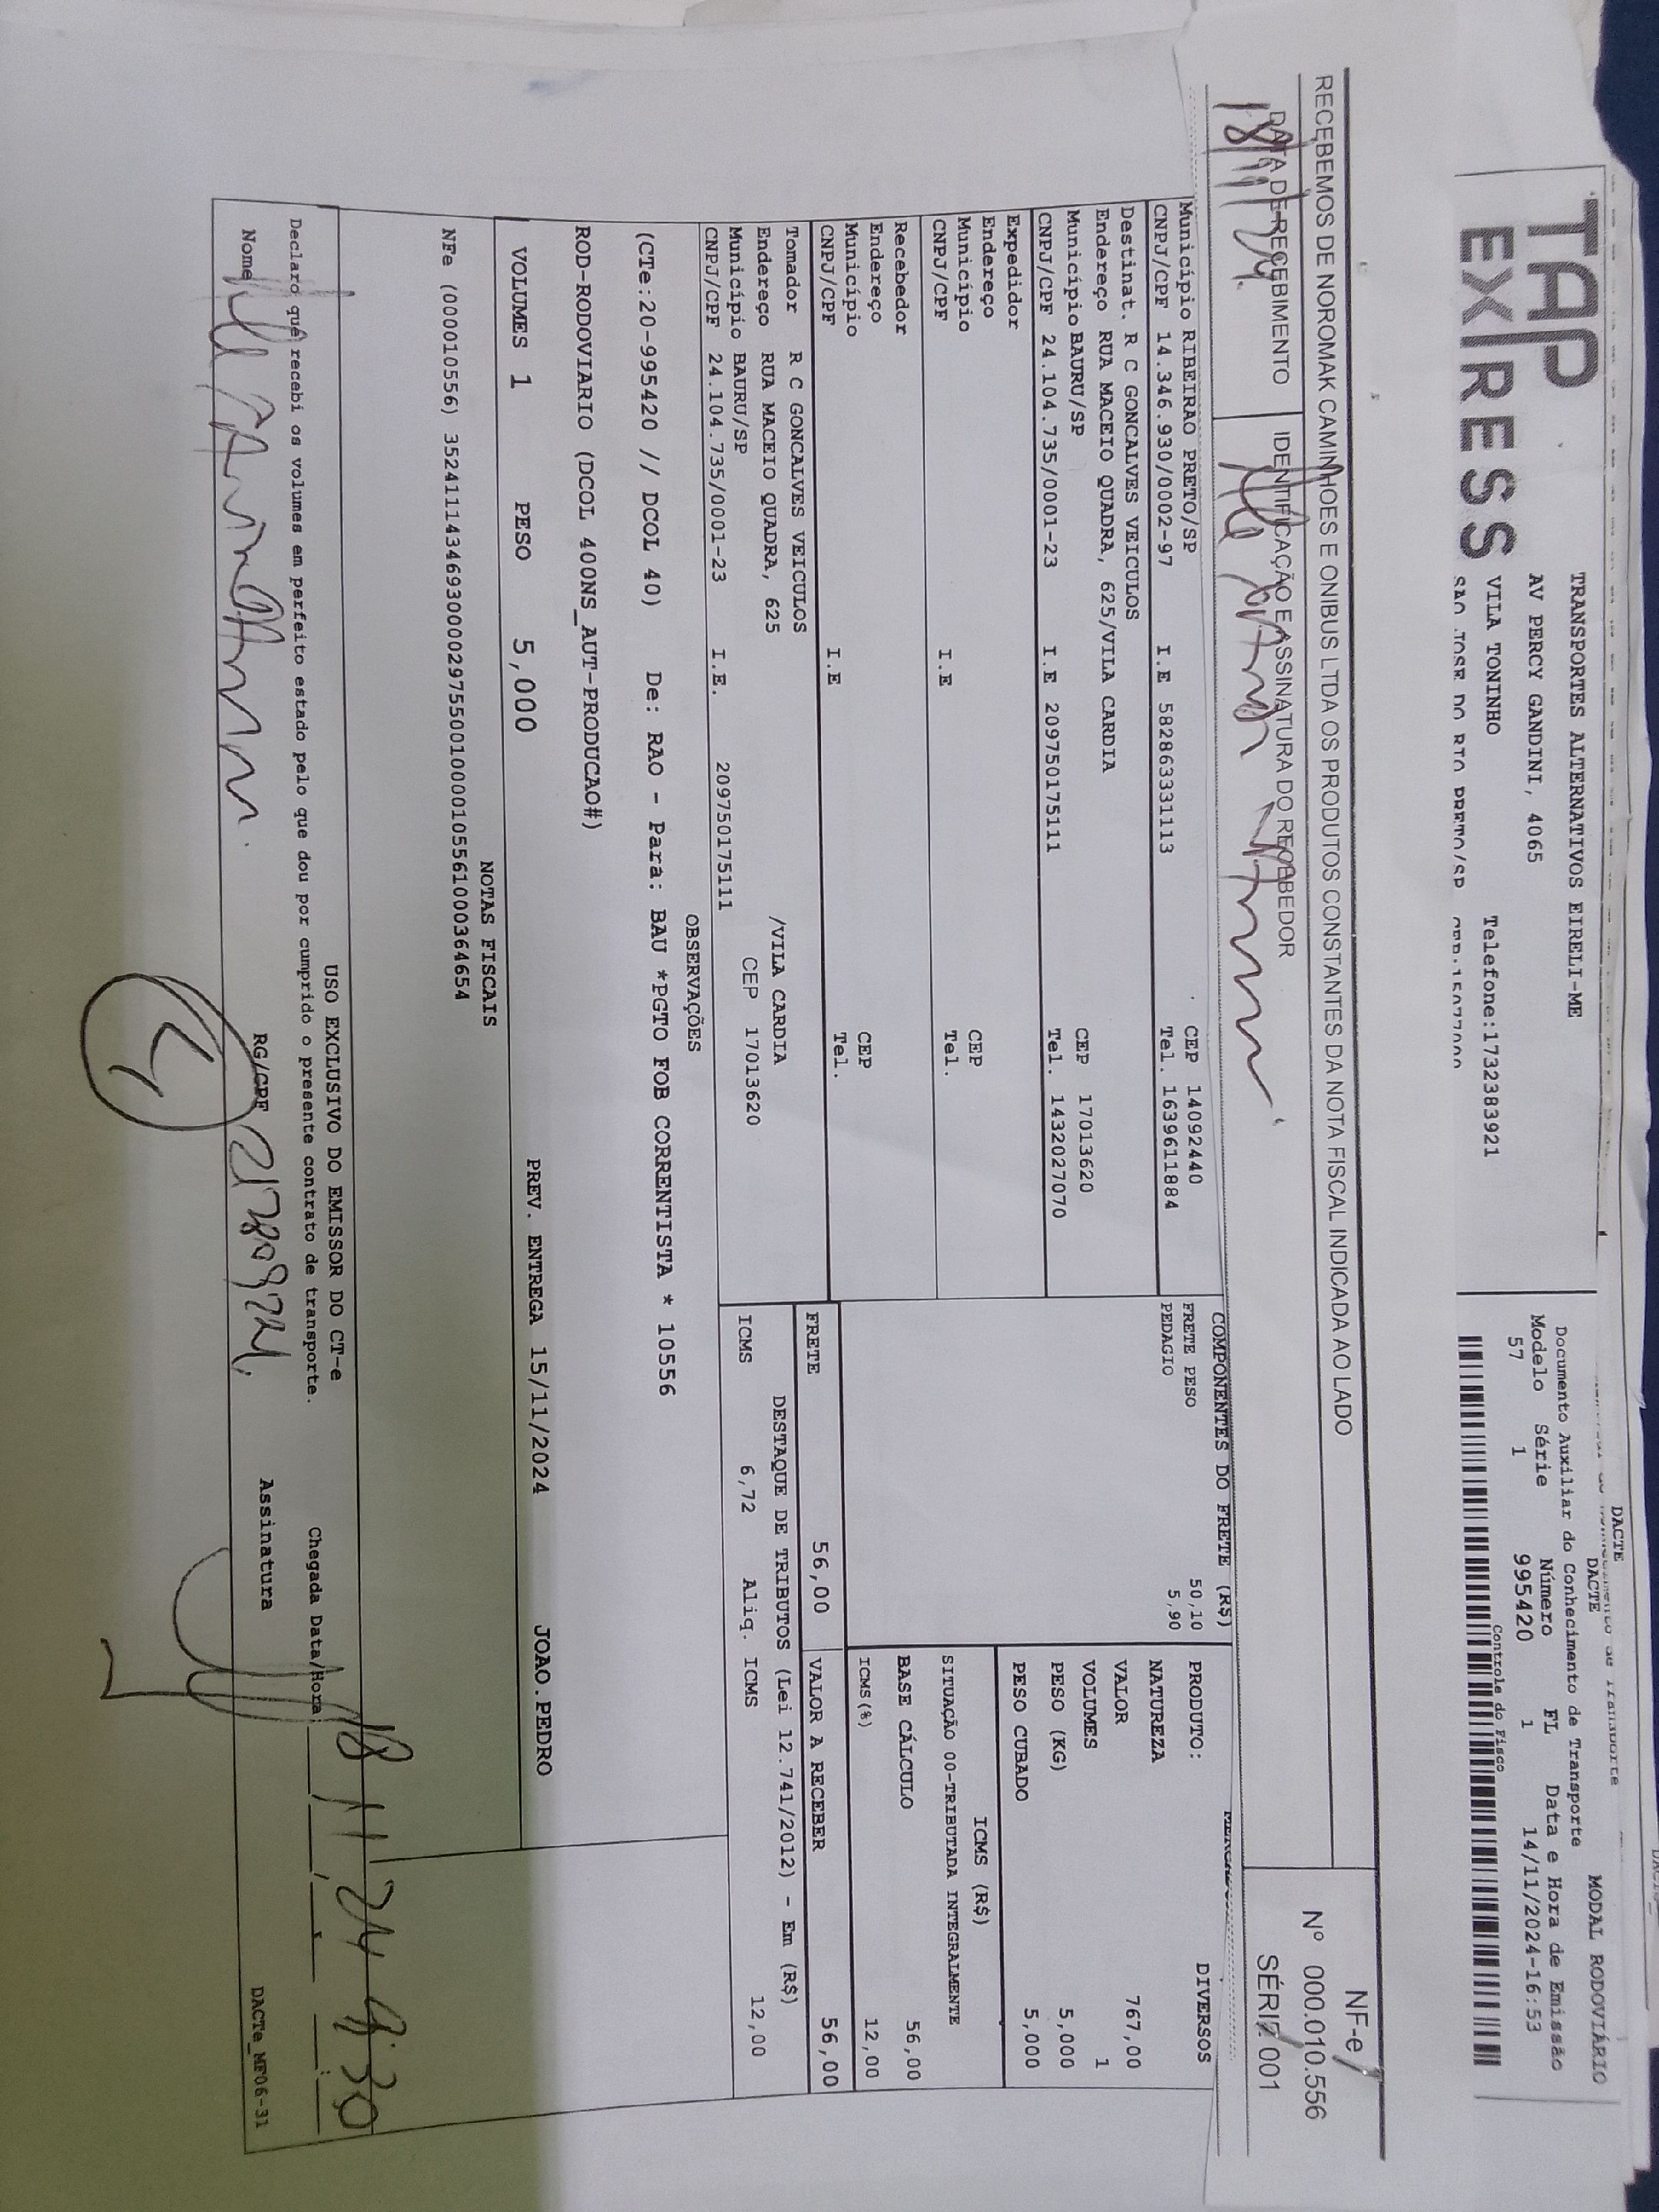 TAP
EXPRESS
TRANSPORTES ALTERNATIVOS EIRELI-ME
AV PERCY GANDINI, 4065
VILA TONINHO Telefone:1732383921
SAO JOSE DO RIO PRETO/SP
DACTE
DACTE MODAL RODOVIÁRIO
Documento Auxiliar do Conhecimento de Transporte
Modelo Série Número FL Data e Hora de Emissão
57 1 995420 1 14/11/2024-16:53
Controle do Fisco
RECEBEMOS DE NOROMAK CAMINHOES E ONIBUS LTDA OS PRODUTOS CONSTANTES DA NOTA FISCAL INDICADA AO LADO
DATA DE RECEBIMENTO IDENTIFICAÇÃO E ASSINATURA DO RECEBEDOR
NF-e
Nº 000.010.556
SÉRIE 001
Município RIBEIRAO PRETO/SP CEP 14092440
CNPJ/CPF 14.346.930/0002-97 I.E 582863331113 Tel. 1639611884
Destinat. R C GONCALVES VEICULOS
Endereço RUA MACEIO QUADRA, 625/VILA CARDIA
Município BAURU/SP CEP 17013620
CNPJ/CPF 24.104.735/0001-23 I.E 209750175111 Tel. 1432027070
Expedidor
Endereço
Município CEP
CNPJ/CPF I.E Tel.
Recebedor
Endereço
Município CEP
CNPJ/CPF I.E Tel.
Tomador R C GONCALVES VEICULOS
Endereço RUA MACEIO QUADRA, 625 /VILA CARDIA
Município BAURU/SP CEP 17013620
CNPJ/CPF 24.104.735/0001-23 I.E. 209750175111
COMPONENTES DO FRETE (R$)
FRETE PESO 50,10
PEDAGIO 5,90
PRODUTO: DIVERSOS
NATUREZA
VALOR 767,00
VOLUMES 1
PESO (KG) 5,000
PESO CUBADO 5,000
ICMS (R$)
SITUAÇÃO 00-TRIBUTADA INTEGRALMENTE
BASE CÁLCULO 56,00
ICMS(%) 12,00
FRETE 56,00 VALOR A RECEBER 56,00
DESTAQUE DE TRIBUTOS (Lei 12.741/2012) - Em (R$)
ICMS 6,72 Aliq. ICMS 12,00
OBSERVAÇÕES
(CTe:20-995420 // DCOL 40) De: RAO - Para: BAU *PGTO FOB CORRENTISTA * 10556
ROD-RODOVIARIO (DCOL 400NS_AUT-PRODUCAO#)
VOLUMES 1 PESO 5,000 PREV. ENTREGA 15/11/2024 JOAO.PEDRO
NOTAS FISCAIS
NFe (000010556) 35241114346930000297550010000105561000364654
USO EXCLUSIVO DO EMISSOR DO CT-e
Declaro que recebi os volumes em perfeito estado pelo que dou por cumprido o presente contrato de transporte. Chegada Data/Hora 18 11 24 9:30
Nome RG/CPF Assinatura DACTe_MF06-31